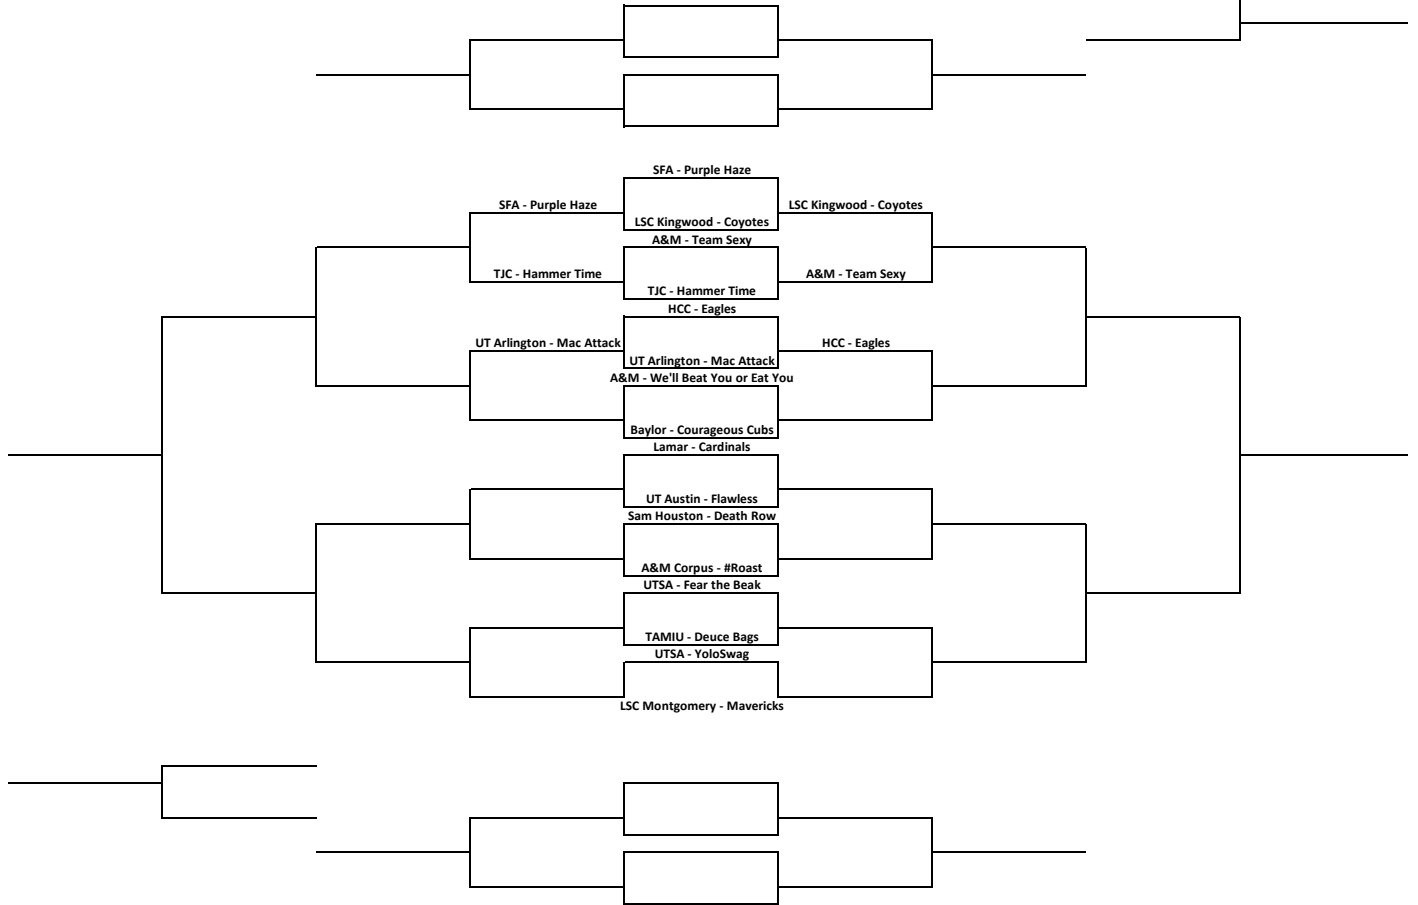 SFA - Purple Haze
SFA - Purple Haze
LSC Kingwood - Coyotes
LSC Kingwood - Coyotes
A&M - Team Sexy
TJC - Hammer Time
A&M - Team Sexy
TJC - Hammer Time
HCC - Eagles
UT Arlington - Mac Attack
HCC - Eagles
UT Arlington - Mac Attack
A&M - We'll Beat You or Eat You
Baylor - Courageous Cubs
Lamar - Cardinals
UT Austin - Flawless
Sam Houston - Death Row
A&M Corpus - #Roast
UTSA - Fear the Beak
TAMIU - Deuce Bags
UTSA - YoloSwag
LSC Montgomery - Mavericks